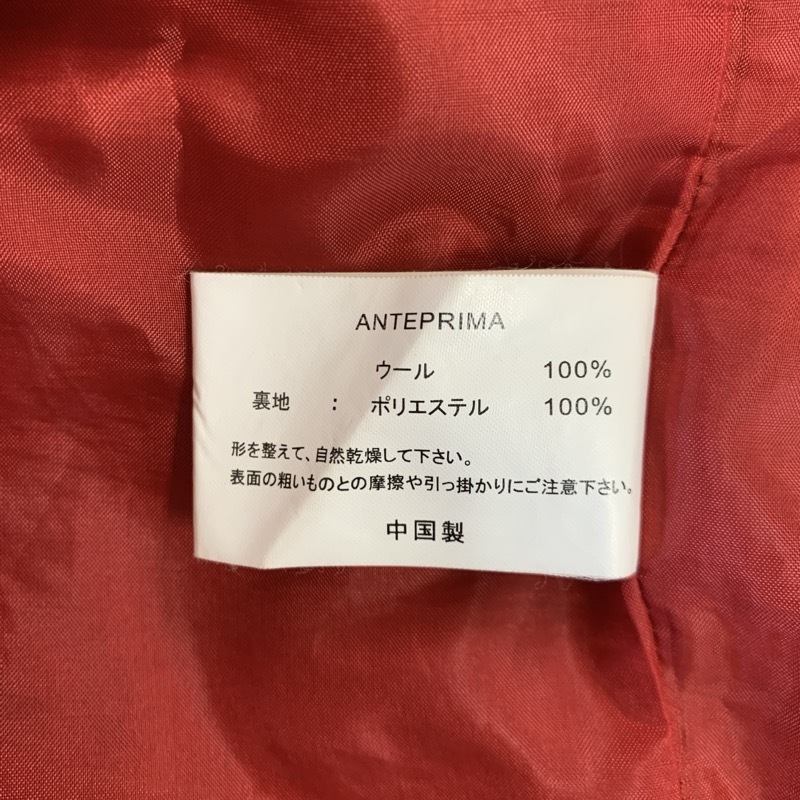 ANTEPRIMA
ウール 100%
裏地 : ポリエステル 100%
形を整えて、自然乾燥して下さい。
表面の粗いものとの摩擦や引っ掛かりにご注意下さい。
中国製